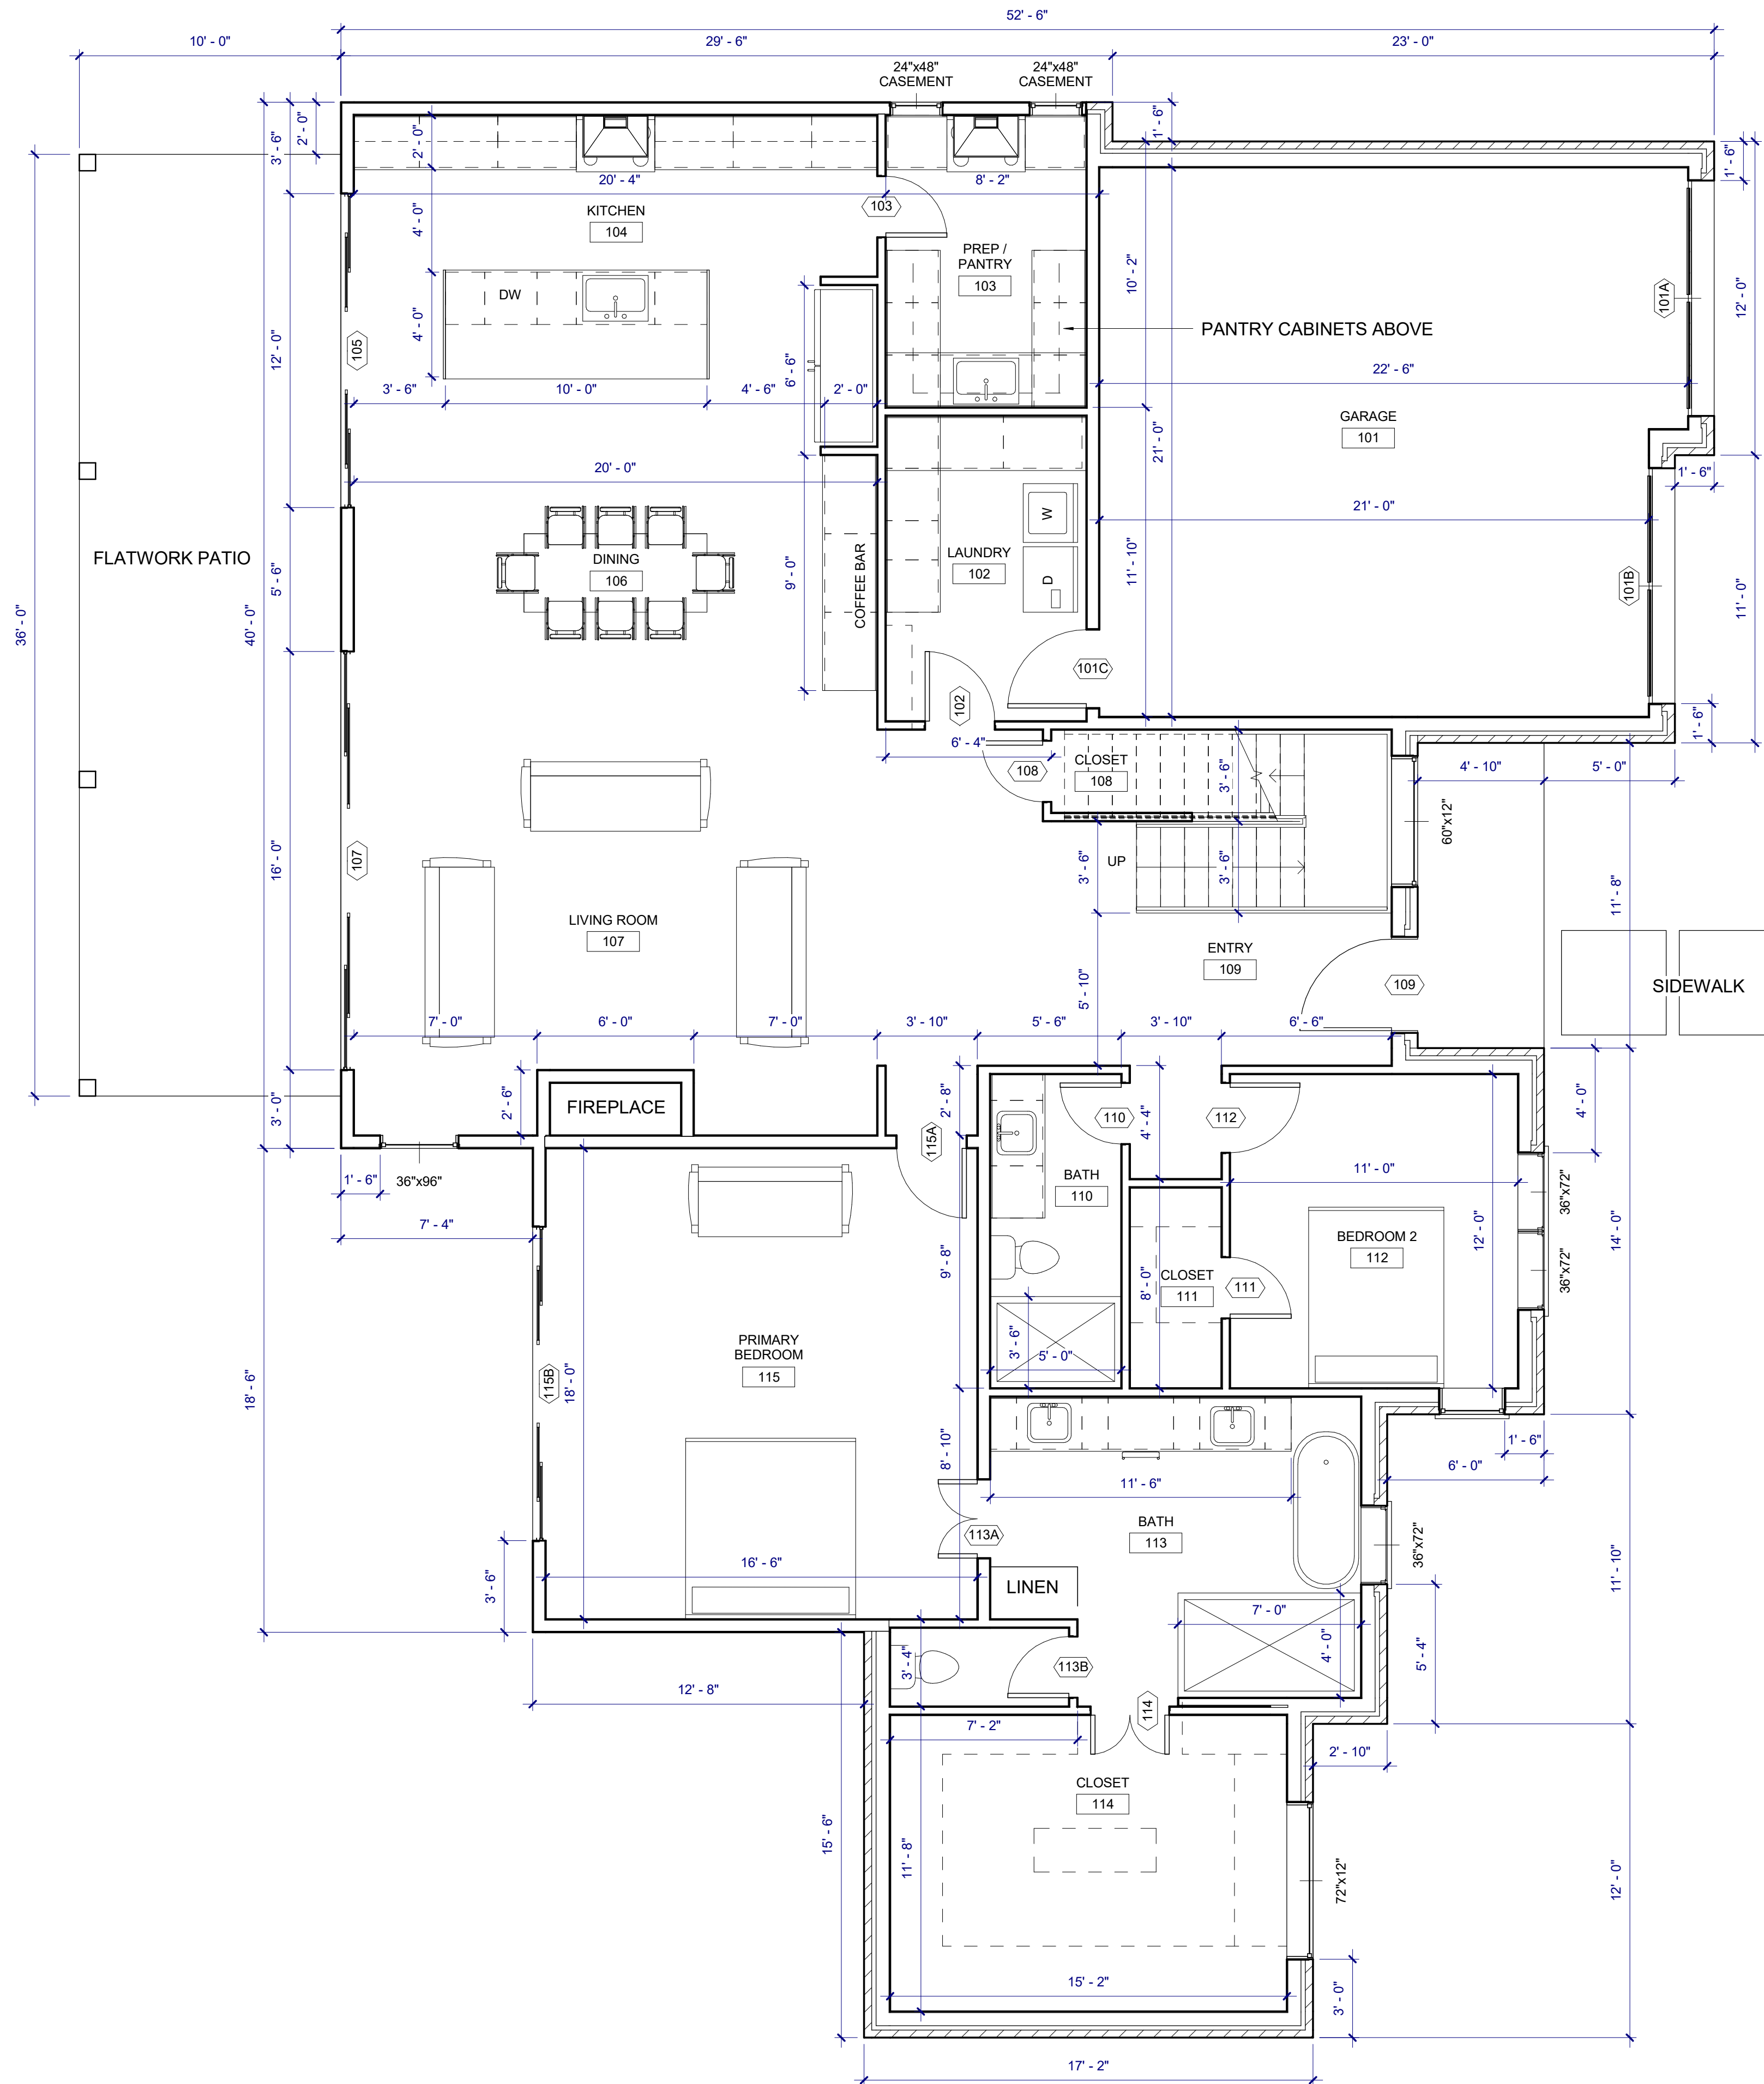 52' - 6"
10' - 0"
29' - 6"
23' - 0"
24"x48"
CASEMENT
24"x48"
CASEMENT
3' - 6"
2' - 0"
2' - 0"
1' - 6"
1' - 6"
20' - 4"
8' - 2"
103
KITCHEN
104
4' - 0"
PREP /
PANTRY
103
10' - 2"
101A
12' - 0"
DW
4' - 0"
PANTRY CABINETS ABOVE
12' - 0"
105
6' - 6"
22' - 6"
3' - 6"
10' - 0"
4' - 6"
2' - 0"
GARAGE
101
21' - 0"
20' - 0"
1' - 6"
21' - 0"
W
FLATWORK PATIO
5' - 6"
DINING
106
9' - 0"
COFFEE BAR
LAUNDRY
102
D
11' - 10"
101B
11' - 0"
36' - 0"
40' - 0"
101C
102
1' - 6"
6' - 4"
108
CLOSET
108
3' - 6"
4' - 10"
5' - 0"
60"x12"
16' - 0"
107
UP
3' - 6"
3' - 6"
11' - 8"
LIVING ROOM
107
ENTRY
109
109
SIDEWALK
5' - 10"
7' - 0"
6' - 0"
7' - 0"
3' - 10"
5' - 6"
3' - 10"
6' - 6"
3' - 0"
2' - 6"
FIREPLACE
2' - 8"
115A
110
4' - 4"
112
4' - 0"
1' - 6"
36"x96"
BATH
110
11' - 0"
36"x72"
7' - 4"
9' - 8"
12' - 0"
14' - 0"
BEDROOM 2
112
36"x72"
CLOSET
111
8' - 0"
111
PRIMARY
BEDROOM
115
3' - 6"
5' - 0"
18' - 6"
115B
18' - 0"
8' - 10"
1' - 6"
6' - 0"
11' - 6"
BATH
113
113A
36"x72"
11' - 10"
16' - 6"
3' - 6"
LINEN
7' - 0"
4' - 0"
5' - 4"
3' - 4"
113B
12' - 8"
114
7' - 2"
2' - 10"
CLOSET
114
15' - 6"
11' - 8"
72"x12"
12' - 0"
15' - 2"
3' - 0"
17' - 2"